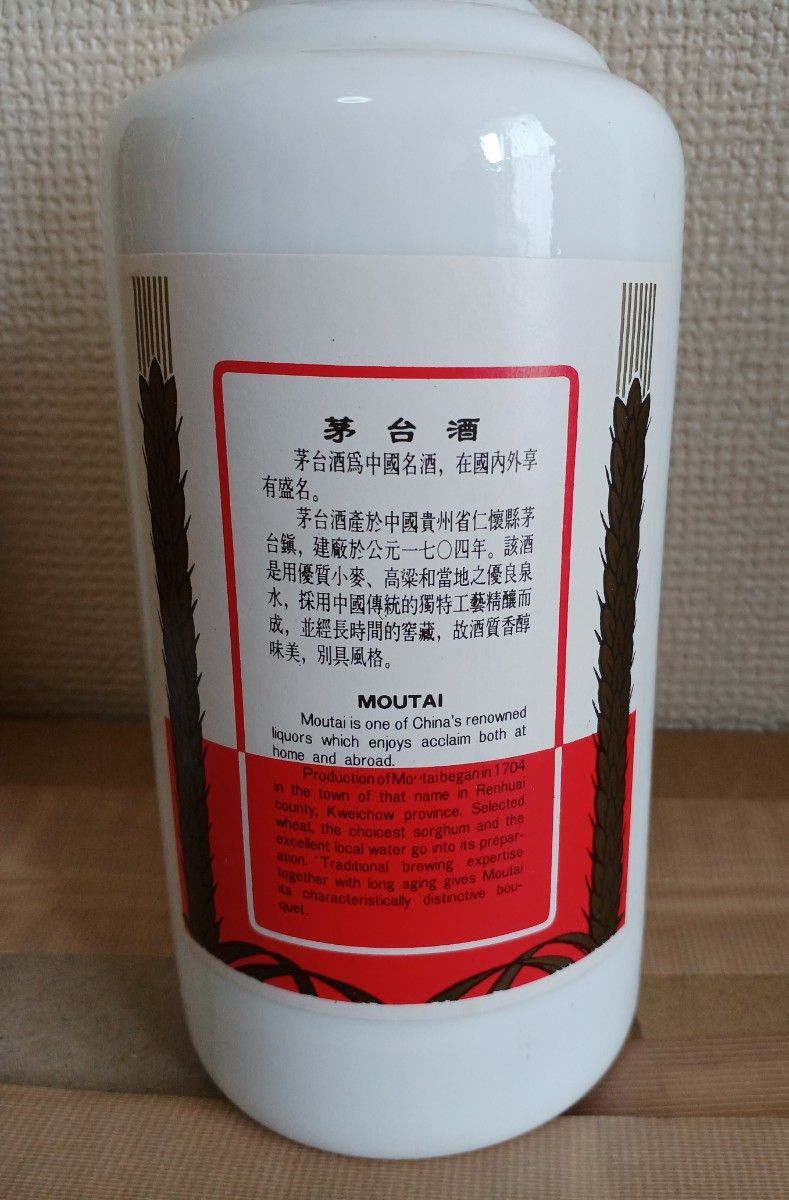 茅台酒
茅台酒爲中國名酒，在國內外享
有盛名。
茅台酒產於中國貴州省仁懷縣茅
台鎭，建廠於公元一七〇四年。該酒
是用優質小麥、高粱和當地之優良泉
水，採用中國傳統的獨特工藝精釀而
成，並經長時間的窖藏，故酒質香醇
味美，別具風格。
MOUTAI
Moutai is one of China's renowned
liquors which enjoys acclaim both at
home and abroad.
Production of Moutai began in 1704
in the town of that name in Renhuai
county, Kweichow province. Selected
wheat, the choicest sorghum and the
excellent local water go into its prepar-
ation. Traditional brewing expertise
together with long aging gives Moutai
its characteristically distinctive bou-
quet.